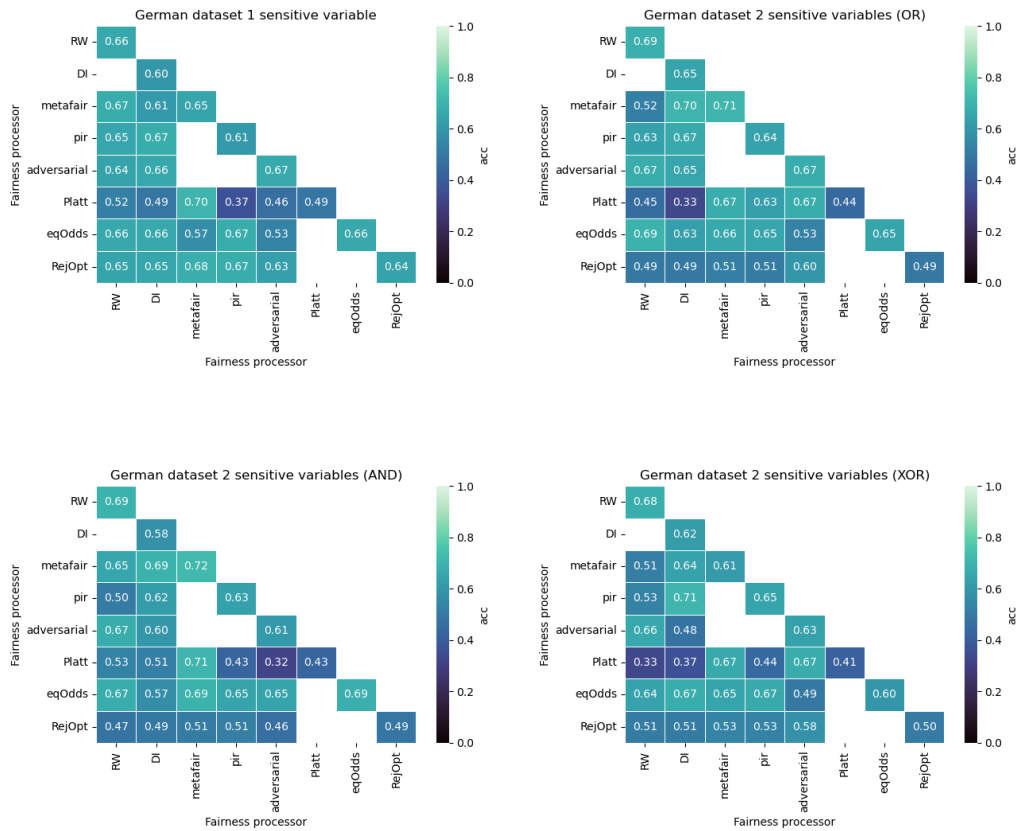 German dataset 1 sensitive variable
RW 0.66
DI 0.60
metafair 0.67 0.61 0.65
pir 0.65 0.67 0.61
adversarial 0.64 0.66 0.67
Platt 0.52 0.49 0.70 0.37 0.46 0.49
eqOdds 0.66 0.66 0.57 0.67 0.53 0.66
RejOpt 0.65 0.65 0.68 0.67 0.63 0.64
RW DI metafair pir adversarial Platt eqOdds RejOpt
Fairness processor
Fairness processor
1.0
0.8
0.6
0.4
0.2
0.0
acc
German dataset 2 sensitive variables (OR)
RW 0.69
DI 0.65
metafair 0.52 0.70 0.71
pir 0.63 0.67 0.64
adversarial 0.67 0.65 0.67
Platt 0.45 0.33 0.67 0.63 0.67 0.44
eqOdds 0.69 0.63 0.66 0.65 0.53 0.65
RejOpt 0.49 0.49 0.51 0.51 0.60 0.49
RW DI metafair pir adversarial Platt eqOdds RejOpt
Fairness processor
Fairness processor
1.0
0.8
0.6
0.4
0.2
0.0
acc
German dataset 2 sensitive variables (AND)
RW 0.69
DI 0.58
metafair 0.65 0.69 0.72
pir 0.50 0.62 0.63
adversarial 0.67 0.60 0.61
Platt 0.53 0.51 0.71 0.43 0.32 0.43
eqOdds 0.67 0.57 0.69 0.65 0.65 0.69
RejOpt 0.47 0.49 0.51 0.51 0.46 0.49
RW DI metafair pir adversarial Platt eqOdds RejOpt
Fairness processor
Fairness processor
1.0
0.8
0.6
0.4
0.2
0.0
acc
German dataset 2 sensitive variables (XOR)
RW 0.68
DI 0.62
metafair 0.51 0.64 0.61
pir 0.53 0.71 0.65
adversarial 0.66 0.48 0.63
Platt 0.33 0.37 0.67 0.44 0.67 0.41
eqOdds 0.64 0.67 0.65 0.67 0.49 0.60
RejOpt 0.51 0.51 0.53 0.53 0.58 0.50
RW DI metafair pir adversarial Platt eqOdds RejOpt
Fairness processor
Fairness processor
1.0
0.8
0.6
0.4
0.2
0.0
acc